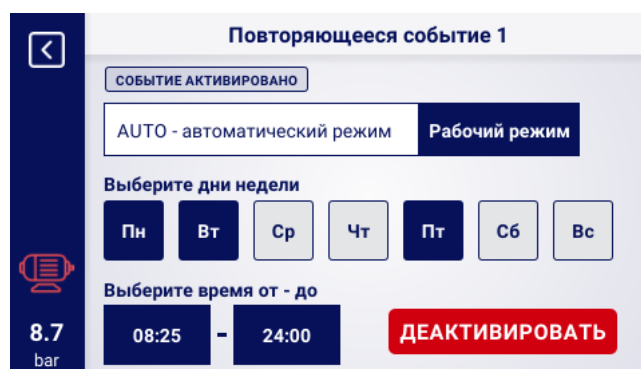 Повторяющееся событие 1
СОБЫТИЕ АКТИВИРОВАНО
AUTO - автоматический режим Рабочий режим
Выберите дни недели
Пн Вт Ср Чт Пт Сб Вс
Выберите время от - до
08:25 - 24:00 ДЕАКТИВИРОВАТЬ
8.7
bar